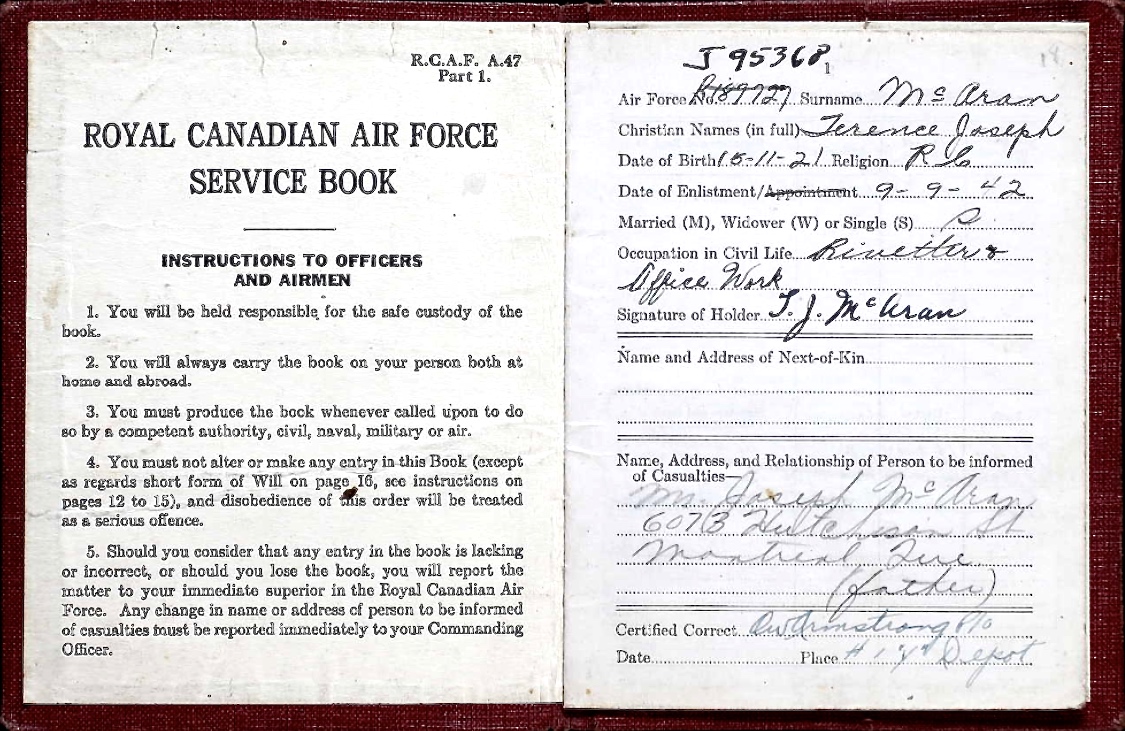 R.C.A.F. A.47
Part 1.
ROYAL CANADIAN AIR FORCE
SERVICE BOOK
INSTRUCTIONS TO OFFICERS
AND AIRMEN
1. You will be held responsible for the safe custody of the
book.
2. You will always carry the book on your person both at
home and abroad.
3. You must produce the book whenever called upon to do
so by a competent authority, civil, naval, military or air.
4. You must not alter or make any entry in this Book (except
as regards short form of Will on page 16, see instructions on
pages 12 to 15), and disobedience of this order will be treated
as a serious offence.
5. Should you consider that any entry in the book is lacking
or incorrect, or should you lose the book, you will report the
matter to your immediate superior in the Royal Canadian Air
Force. Any change in name or address of person to be informed
of casualties must be reported immediately to your Commanding
Officer.
J 95368
1
Air Force No. R189727 Surname McAran
Christian Names (in full) Terence Joseph
Date of Birth 15-11-21 Religion R C
Date of Enlistment/Appointment 9-9-42
Married (M), Widower (W) or Single (S) S
Occupation in Civil Life Rivetter &
Office Work
Signature of Holder T. J. McAran
Name and Address of Next-of-Kin
Name, Address, and Relationship of Person to be informed
of Casualties—
Mr. Joseph McAran
6073 Hutchison St
Montreal Que
(father)
Certified Correct Armstrong
Date Place # 1 "Y" Depot